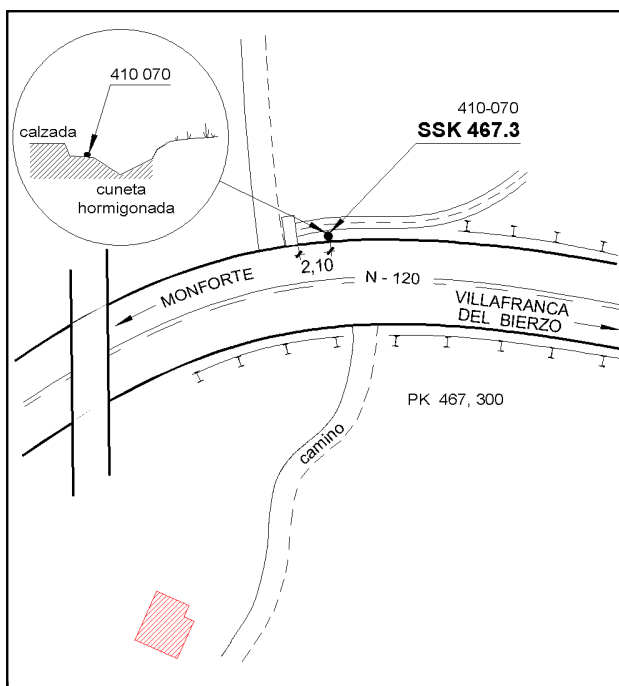 410 070
calzada
cuneta
hormigonada
410-070
SSK 467.3
2,10
MONFORTE
N - 120
VILLAFRANCA
DEL BIERZO
PK 467, 300
camino